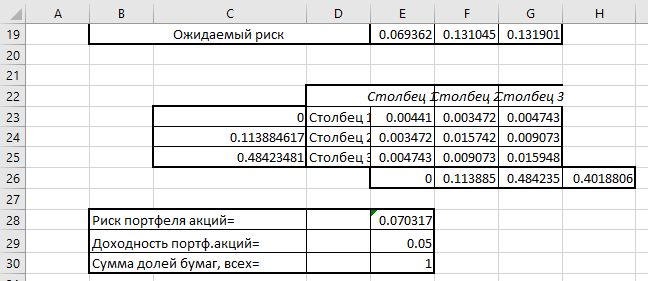 A B C D E F G H
19 Ожидаемый риск 0.069362 0.131045 0.131901
20
21
22 Столбец 1 Столбец 2 Столбец 3
23 0 Столбец 1 0.00441 0.003472 0.004743
24 0.113884617 Столбец 2 0.003472 0.015742 0.009073
25 0.48423481 Столбец 3 0.004743 0.009073 0.015948
26 0 0.113885 0.484235 0.4018806
27
28 Риск портфеля акций= 0.070317
29 Доходность портф.акций= 0.05
30 Сумма долей бумаг, всех= 1